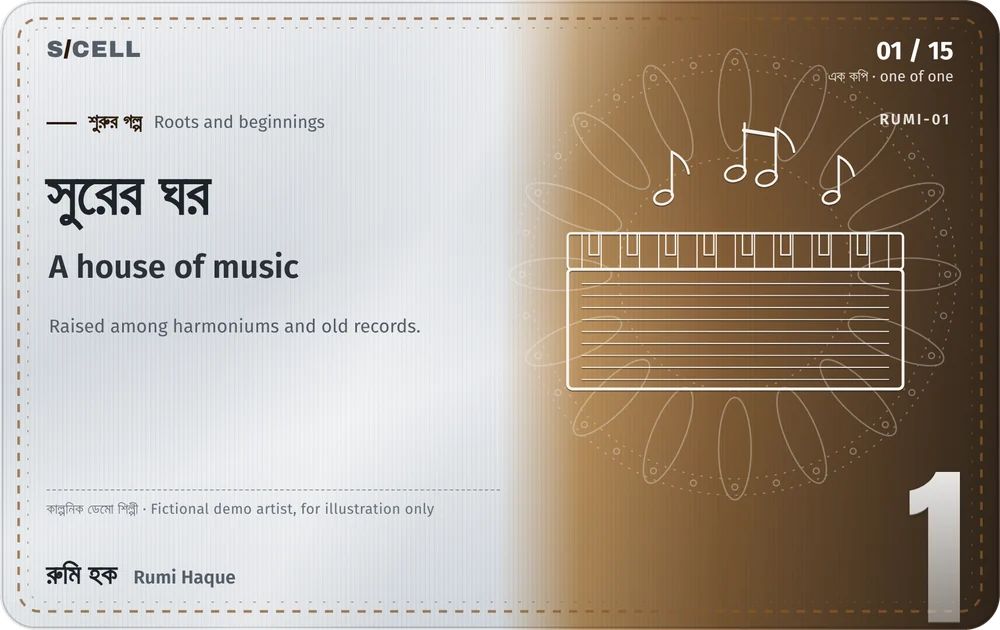 S/CELL
01 / 15
এক কপি · one of one
RUMI-01
শুরুর গল্প Roots and beginnings
সুরের ঘর
A house of music
Raised among harmoniums and old records.
কাল্পনিক ডেমো শিল্পী · Fictional demo artist, for illustration only
রুমি হক Rumi Haque
1